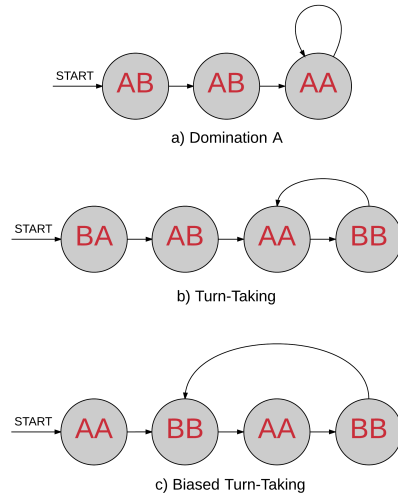 START AB AB AA
a) Domination A
START BA AB AA BB
b) Turn-Taking
START AA BB AA BB
c) Biased Turn-Taking